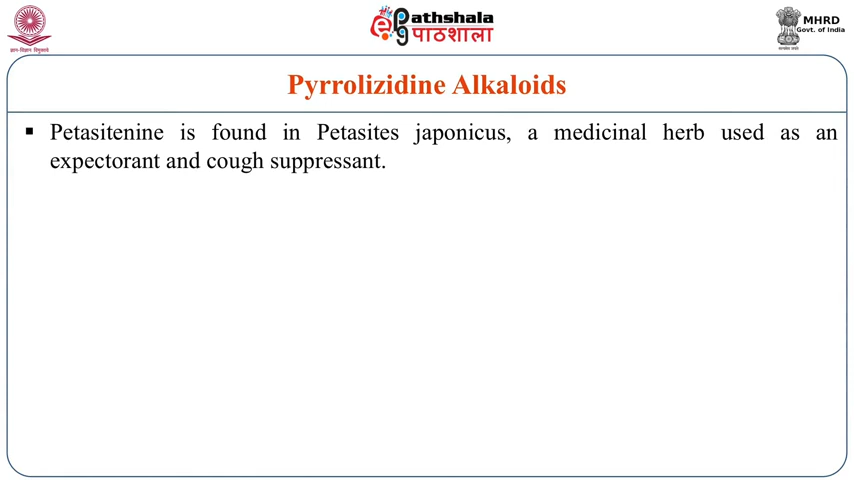 ePathshala
पाठशाला
MHRD
Govt. of India
Pyrrolizidine Alkaloids
▪ Petasitenine is found in Petasites japonicus, a medicinal herb used as an
expectorant and cough suppressant.